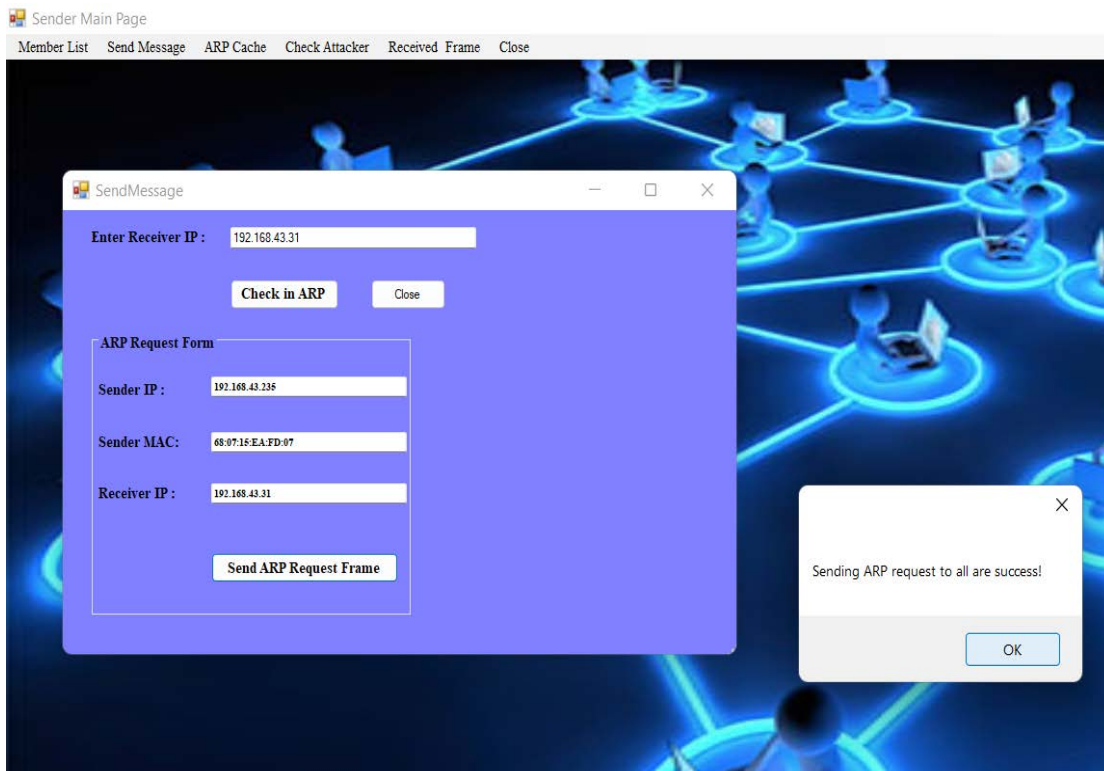 Sender Main Page
Member List Send Message ARP Cache Check Attacker Received Frame Close
SendMessage
Enter Receiver IP : 192.168.43.31
Check in ARP Close
ARP Request Form
Sender IP : 192.168.43.235
Sender MAC: 68:07:15:EA:FD:07
Receiver IP : 192.168.43.31
Send ARP Request Frame
Sending ARP request to all are success!
OK